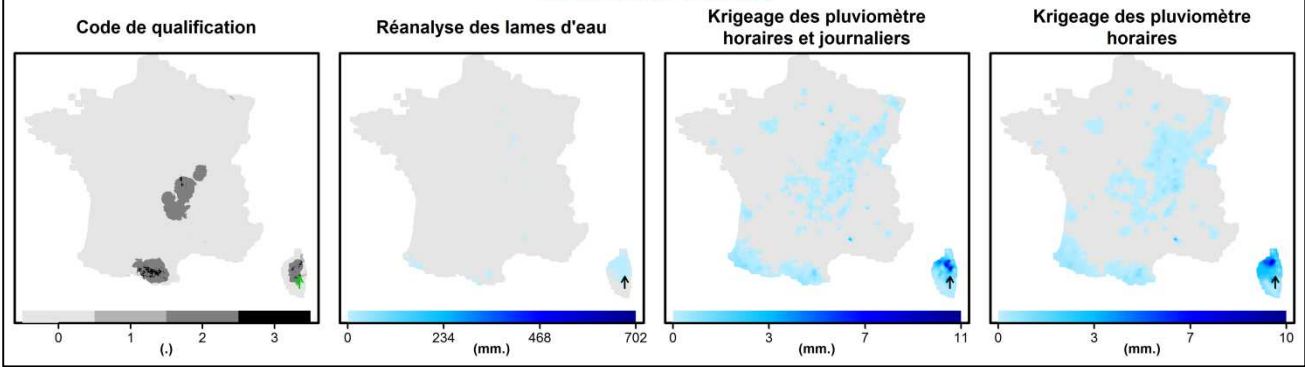 Code de qualification
Réanalyse des lames d'eau
Krigeage des pluviomètre
horaires et journaliers
Krigeage des pluviomètre
horaires
0 1 2 3
(.)
0 234 468 702
(mm.)
0 3 7 11
(mm.)
0 3 7 10
(mm.)